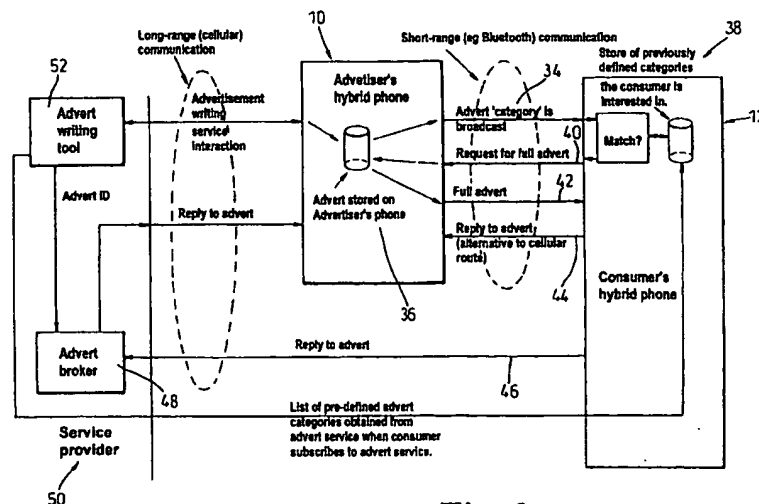 Long-range (cellular)
communication
10
Short-range (eg Bluetooth) communication
Store of previously
defined categories
38
the consumer is
interested in.
52
Advetiser's
hybrid phone
34
12
Advert
writing
tool
Advertisement
writing
service
interaction
Advert 'category' is
broadcast
Match?
40
Request for full advert
Advert ID
Advert stored on
Advertiser's phone
Full advert
42
Reply to advert
Reply to advert
(alternative to cellular
route)
44
36
Consumer's
hybrid phone
Advert
broker
48
Reply to advert
46
List of pre-defined advert
categories obtained from
advert service when consumer
subscribes to advert service.
Service
provider
50